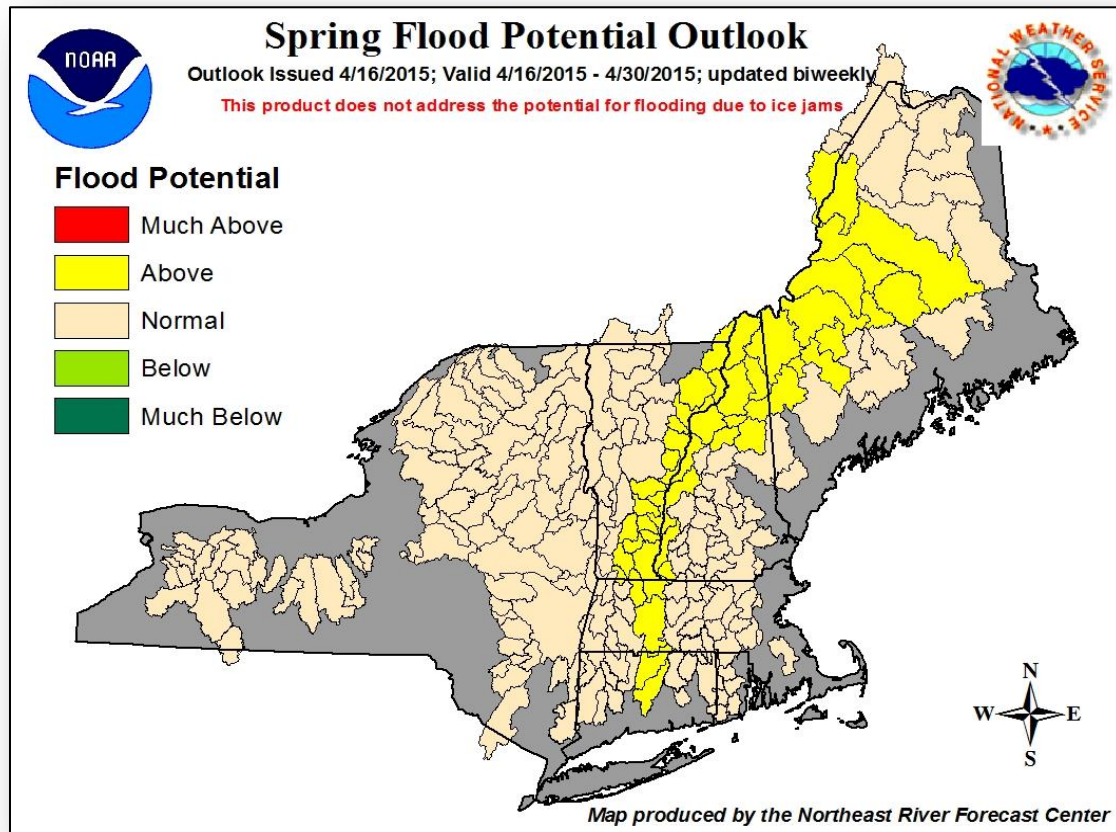 NOAA
Spring Flood Potential Outlook
Outlook Issued 4/16/2015; Valid 4/16/2015 - 4/30/2015; updated biweekly
This product does not address the potential for flooding due to ice jams
NATIONAL WEATHER SERVICE
Flood Potential
Much Above
Above
Normal
Below
Much Below
N
W E
S
Map produced by the Northeast River Forecast Center